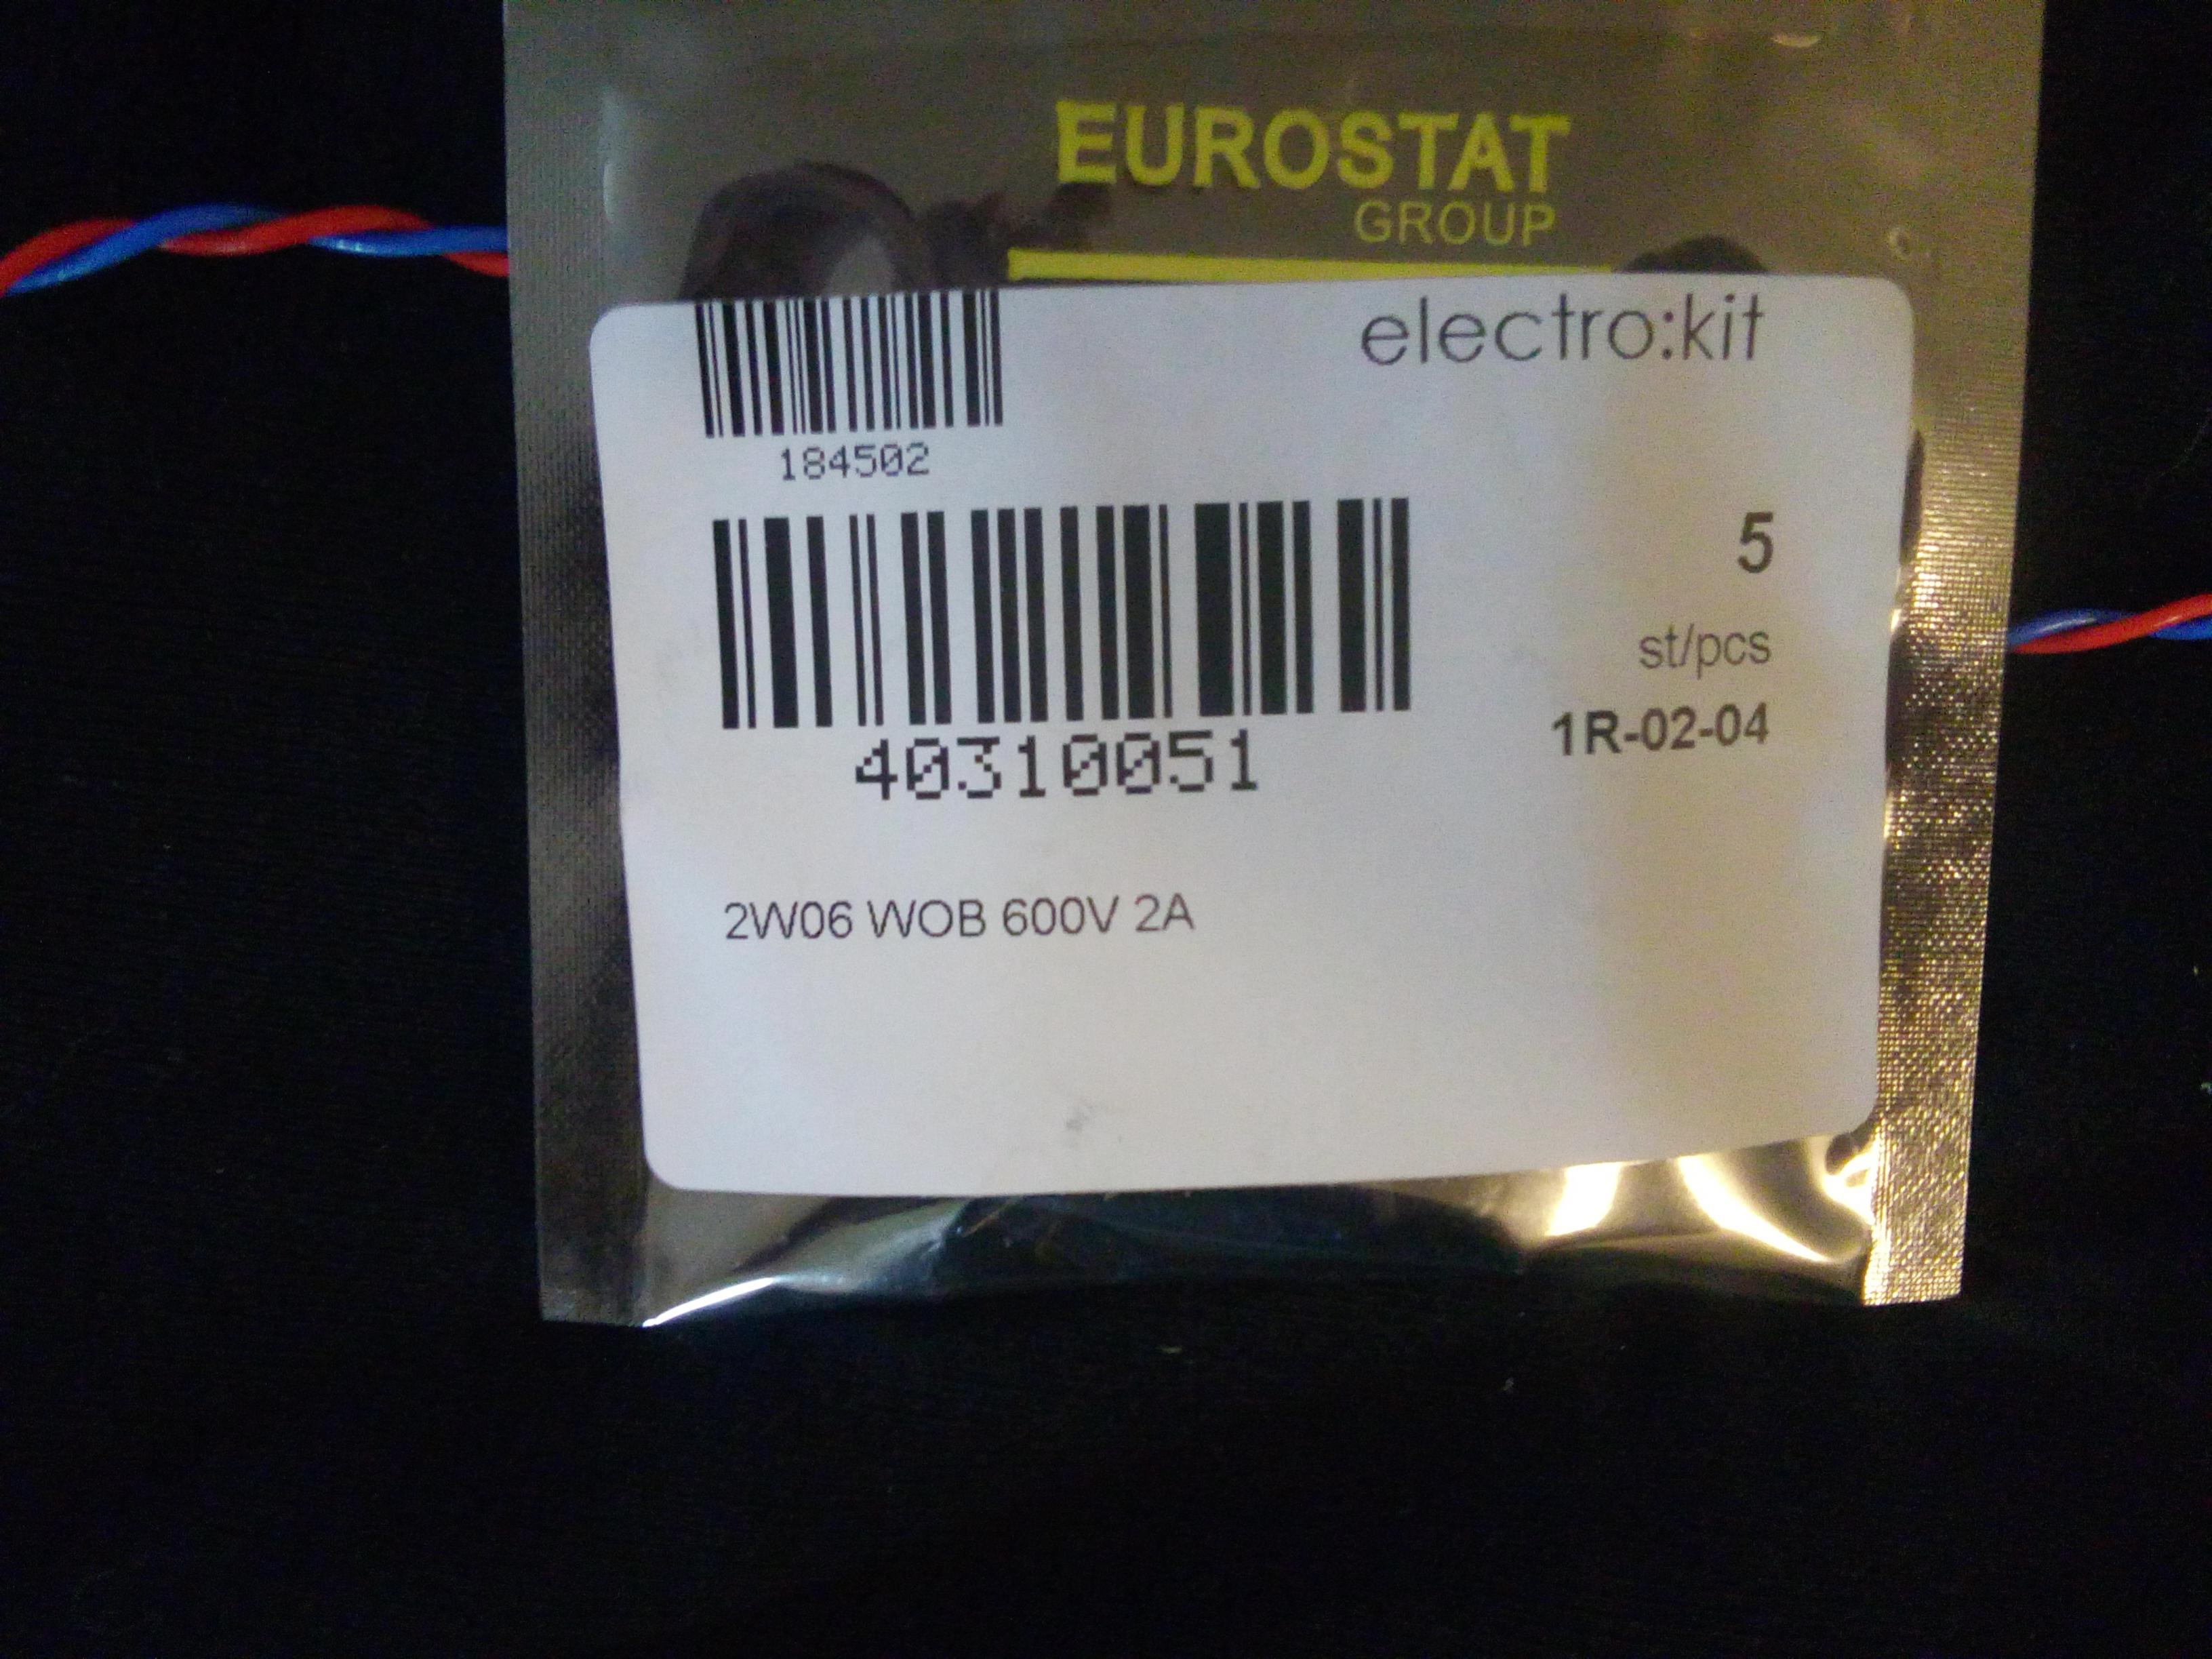 EUROSTAT
GROUP
electro:kit
184502
5
st/pcs
40310051
1R-02-04
2W06 WOB 600V 2A